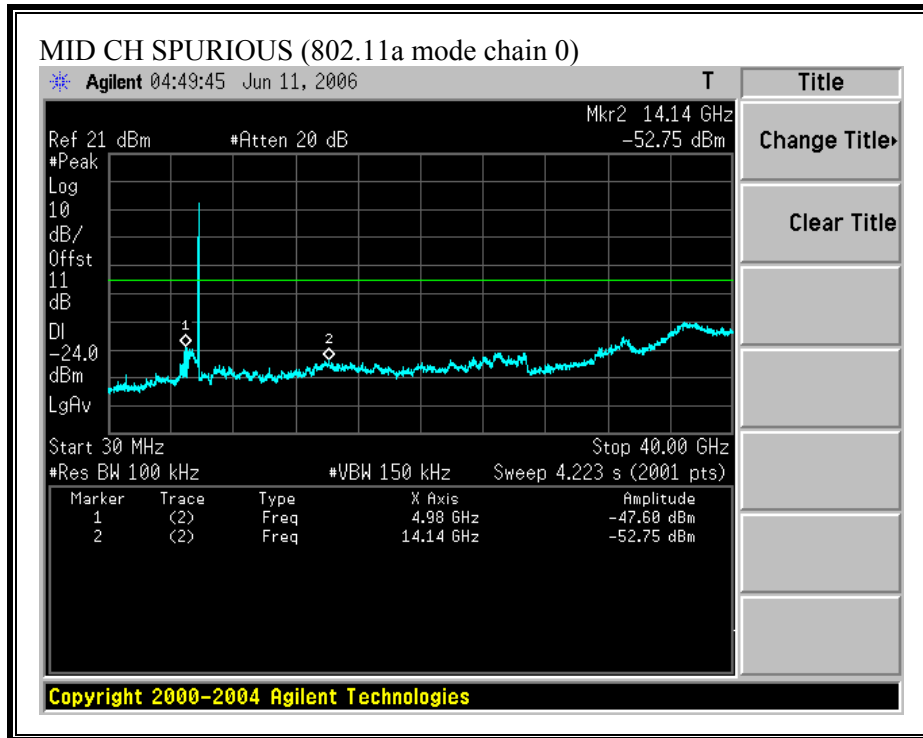 MID CH SPURIOUS (802.11a mode chain 0)
Agilent 04:49:45 Jun 11, 2006 T
Title
Mkr2 14.14 GHz
Ref 21 dBm #Atten 20 dB -52.75 dBm
Change Title
#Peak
Log
10
dB/
Offst
11
dB
DI
-24.0
dBm
LgAv
Clear Title
1
2
Start 30 MHz Stop 40.00 GHz
#Res BW 100 kHz #VBW 150 kHz Sweep 4.223 s (2001 pts)
Marker Trace Type X Axis Amplitude
1 (2) Freq 4.98 GHz -47.60 dBm
2 (2) Freq 14.14 GHz -52.75 dBm
Copyright 2000-2004 Agilent Technologies